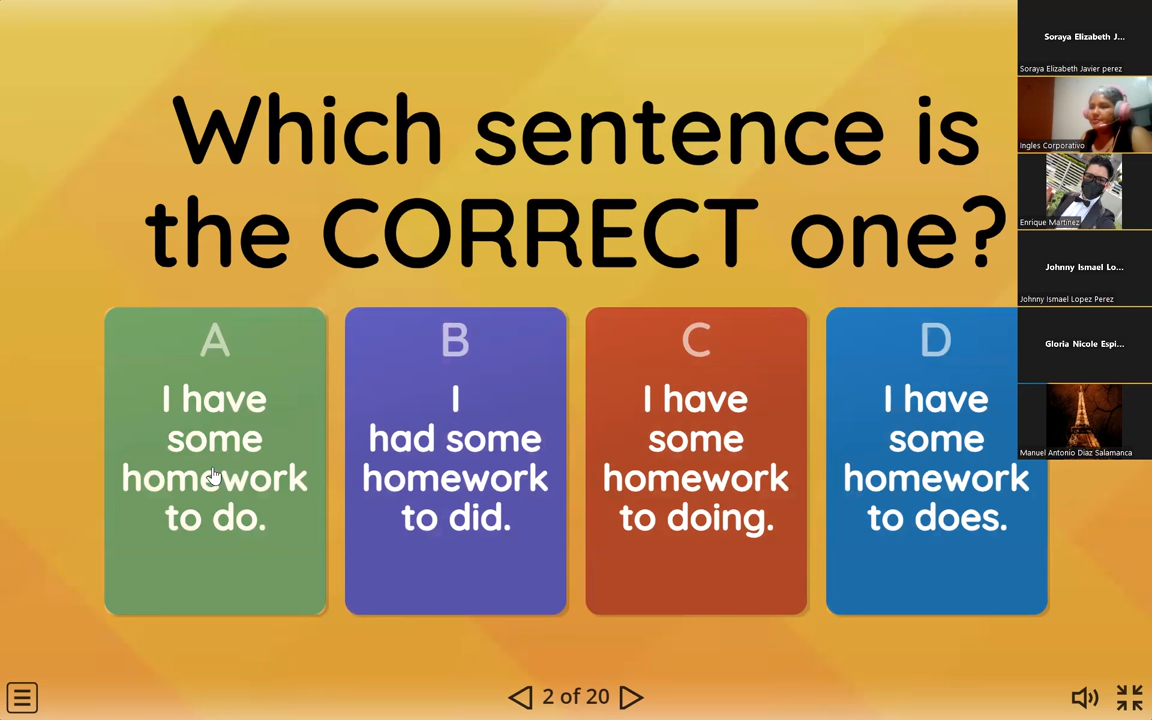 Which sentence is
the CORRECT one?
A
I have
some
homework
to do.
B
I
had some
homework
to did.
C
I have
some
homework
to doing.
D
I have
some
homework
to does.
2 of 20
Soraya Elizabeth J...
Soraya Elizabeth Javier perez
Ingles Corporativo
Enrique Martinez
Johnny Ismael Lo...
Johnny Ismael Lopez Perez
Gloria Nicole Espi...
Manuel Antonio Diaz Salamanca